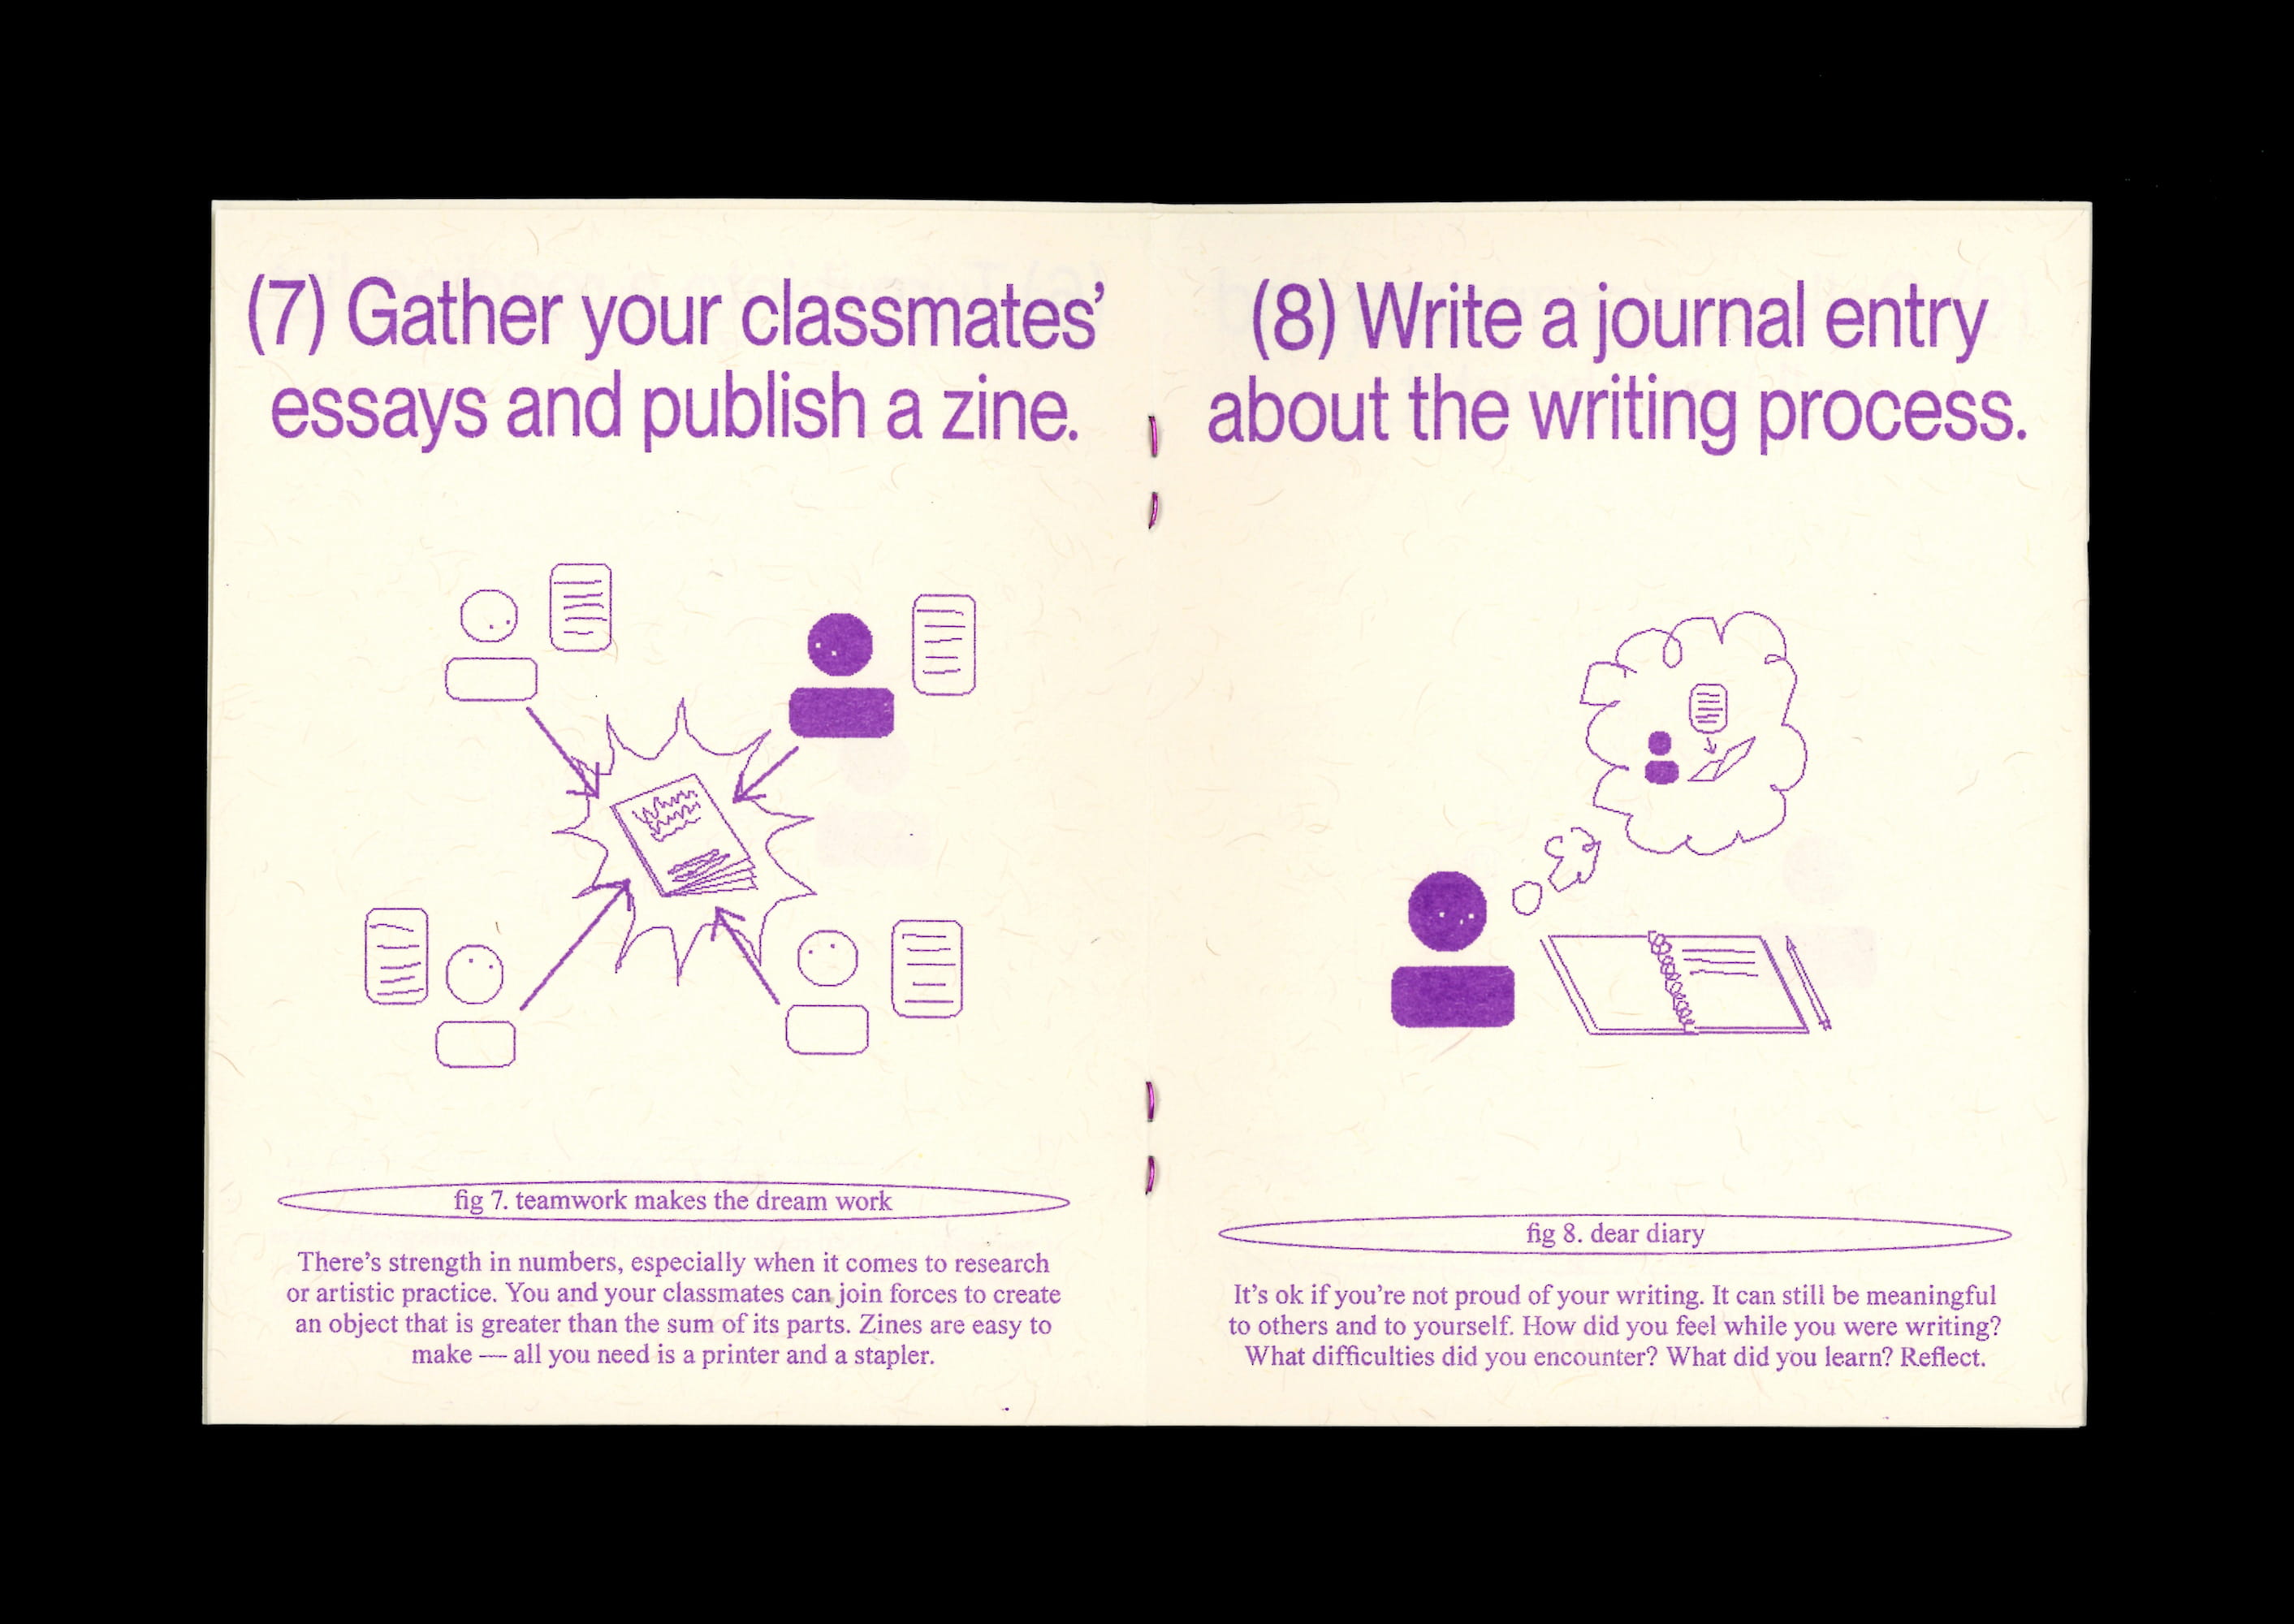 (7) Gather your classmates’
essays and publish a zine.
fig 7. teamwork makes the dream work
There’s strength in numbers, especially when it comes to research
or artistic practice. You and your classmates can join forces to create
an object that is greater than the sum of its parts. Zines are easy to
make — all you need is a printer and a stapler.
(8) Write a journal entry
about the writing process.
fig 8. dear diary
It’s ok if you’re not proud of your writing. It can still be meaningful
to others and to yourself. How did you feel while you were writing?
What difficulties did you encounter? What did you learn? Reflect.